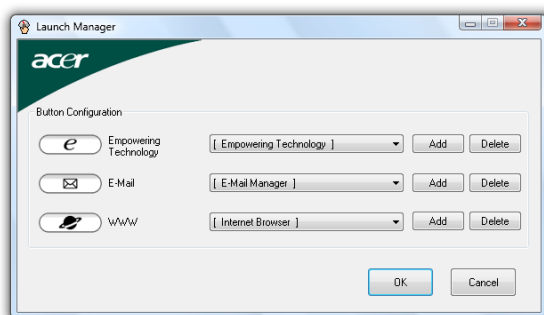 Launch Manager
acer
Button Configuration
e
Empowering
Technology
[ Empowering Technology ]
Add
Delete
E-Mail
[ E-Mail Manager ]
Add
Delete
WWW
[ Internet Browser ]
Add
Delete
OK
Cancel